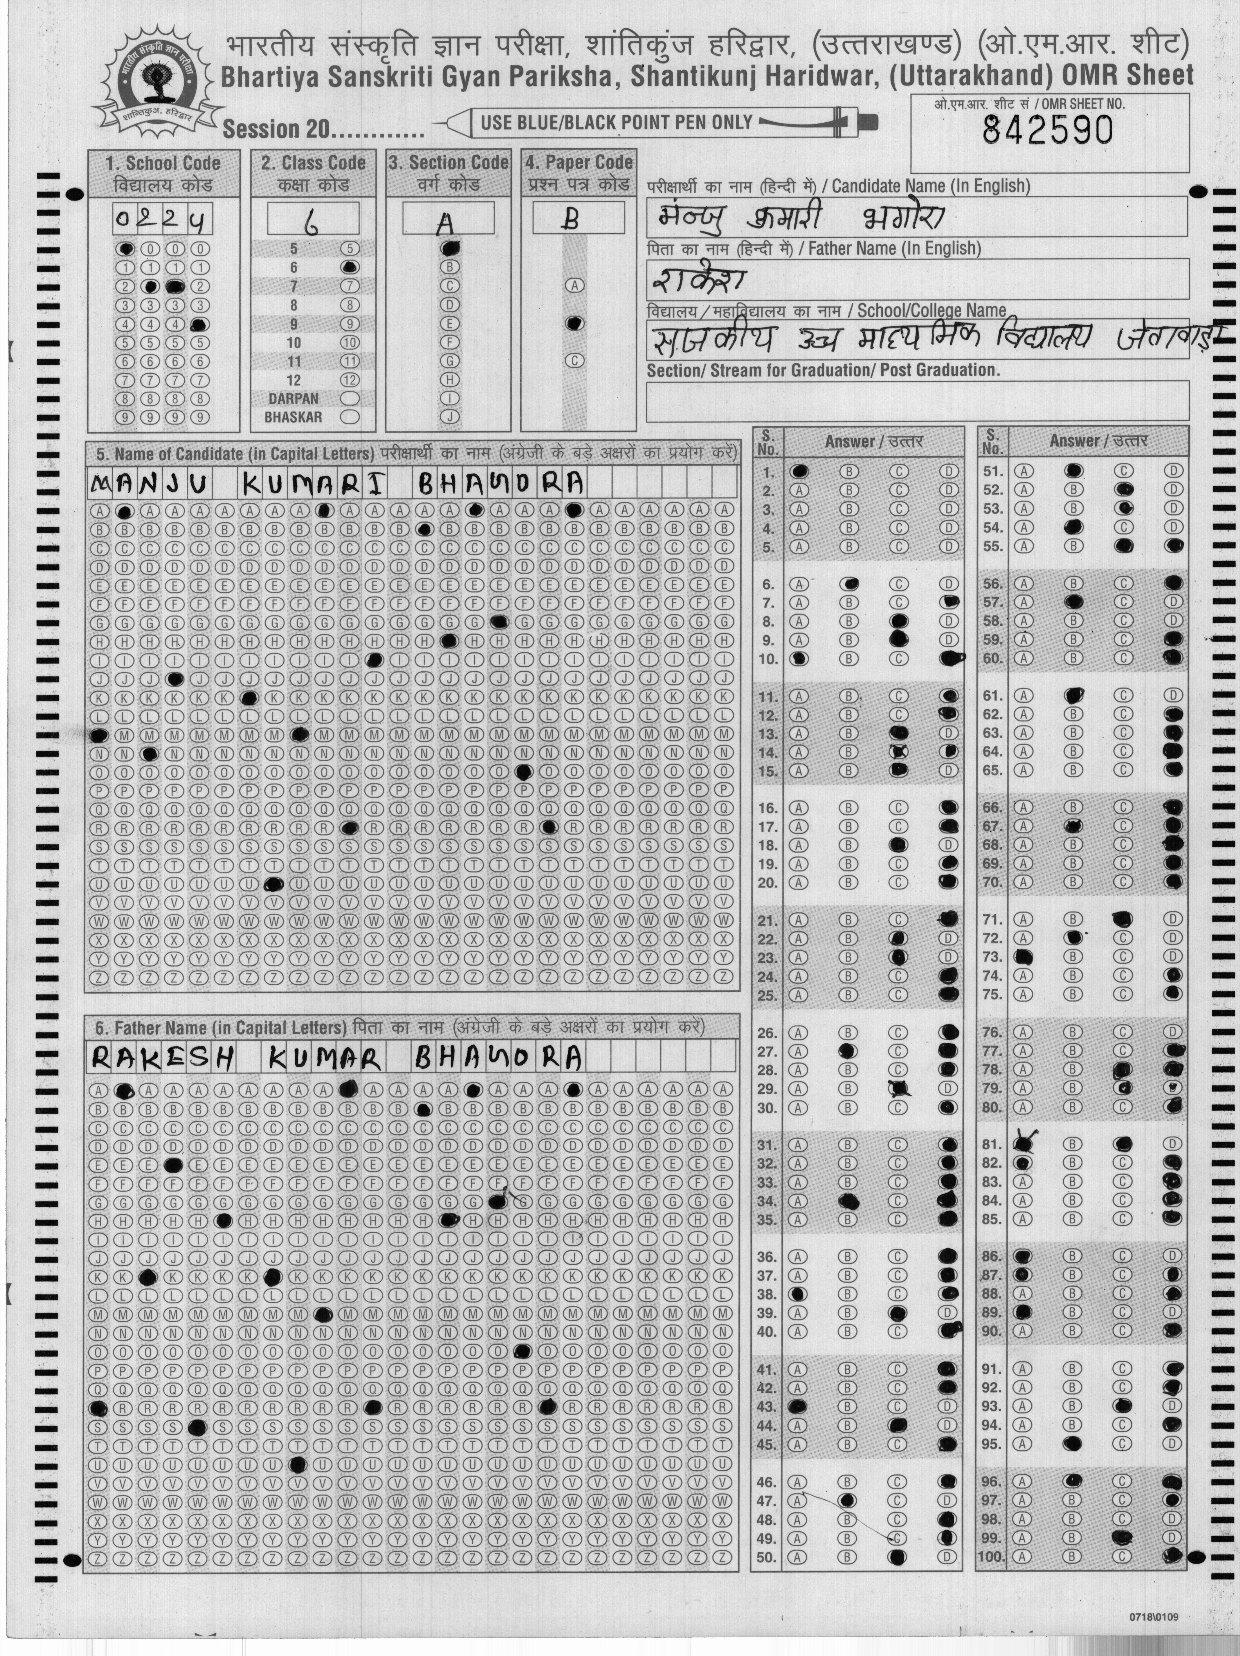 भारतीय संस्कृति ज्ञान परीक्षा, शांतिकुंज हरिद्वार, (उत्तराखण्ड) (ओ.एम.आर. शीट)
Bhartiya Sanskriti Gyan Pariksha, Shantikunj Haridwar, (Uttarakhand) OMR Sheet
Session 20............ USE BLUE/BLACK POINT PEN ONLY
ओ.एम.आर. शीट सं / OMR SHEET NO.
842590
1. School Code
विद्यालय कोड
0224
2. Class Code
कक्षा कोड
6
5
6
7
8
9
10
11
12
DARPAN
BHASKAR
3. Section Code
वर्ग कोड
A
4. Paper Code
प्रश्न पत्र कोड
B
परीक्षार्थी का नाम (हिन्दी में) / Candidate Name (In English)
मंन्जु कुमारी भगोरा
पिता का नाम (हिन्दी में) / Father Name (In English)
राकेश
विद्यालय / महाविद्यालय का नाम / School/College Name
राजकीय उच्च माध्यमिक विद्यालय
Section/ Stream for Graduation/ Post Graduation.
5. Name of Candidate (in Capital Letters) परीक्षार्थी का नाम (अंग्रेजी के बड़े अक्षरों का प्रयोग करें)
MANJU KUMARI BHAGORA
6. Father Name (in Capital Letters) पिता का नाम (अंग्रेजी के बड़े अक्षरों का प्रयोग करें)
RAKESH KUMAR BHAGORA
S. No. Answer / उत्तर
S. No. Answer / उत्तर
0718\0109